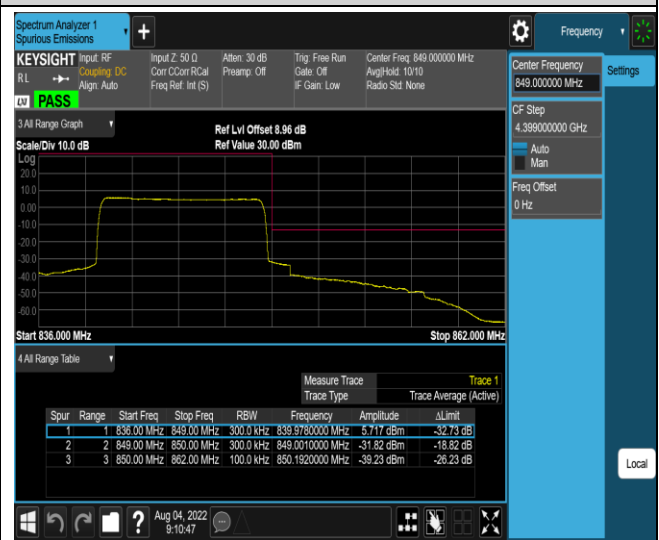 Spectrum Analyzer 1
Spurious Emissions
+
Frequency
KEYSIGHT Input: RF Input Z: 50 Ω Atten: 30 dB Trig: Free Run Center Freq: 849.000000 MHz
RL Coupling: DC Corr CCorr RCal Preamp: Off Gate: Off Avg|Hold: 10/10
Align: Auto Freq Ref: Int (S) IF Gain: Low Radio Std: None
PASS
Center Frequency
849.000000 MHz
Settings
CF Step
4.399000000 GHz
Auto
Man
Freq Offset
0 Hz
3 All Range Graph
Ref Lvl Offset 8.96 dB
Scale/Div 10.0 dB Ref Value 30.00 dBm
Log
20.0
10.0
0.00
-10.0
-20.0
-30.0
-40.0
-50.0
-60.0
Start 836.000 MHz Stop 862.000 MHz
4 All Range Table
Measure Trace Trace 1
Trace Type Trace Average (Active)
Spur Range Start Freq Stop Freq RBW Frequency Amplitude ΔLimit
1 1 836.00 MHz 849.00 MHz 300.0 kHz 839.9780000 MHz 5.717 dBm -32.73 dB
2 2 849.00 MHz 850.00 MHz 300.0 kHz 849.0010000 MHz -31.82 dBm -18.82 dB
3 3 850.00 MHz 862.00 MHz 100.0 kHz 850.1920000 MHz -39.23 dBm -26.23 dB
Local
? Aug 04, 2022
9:10:47